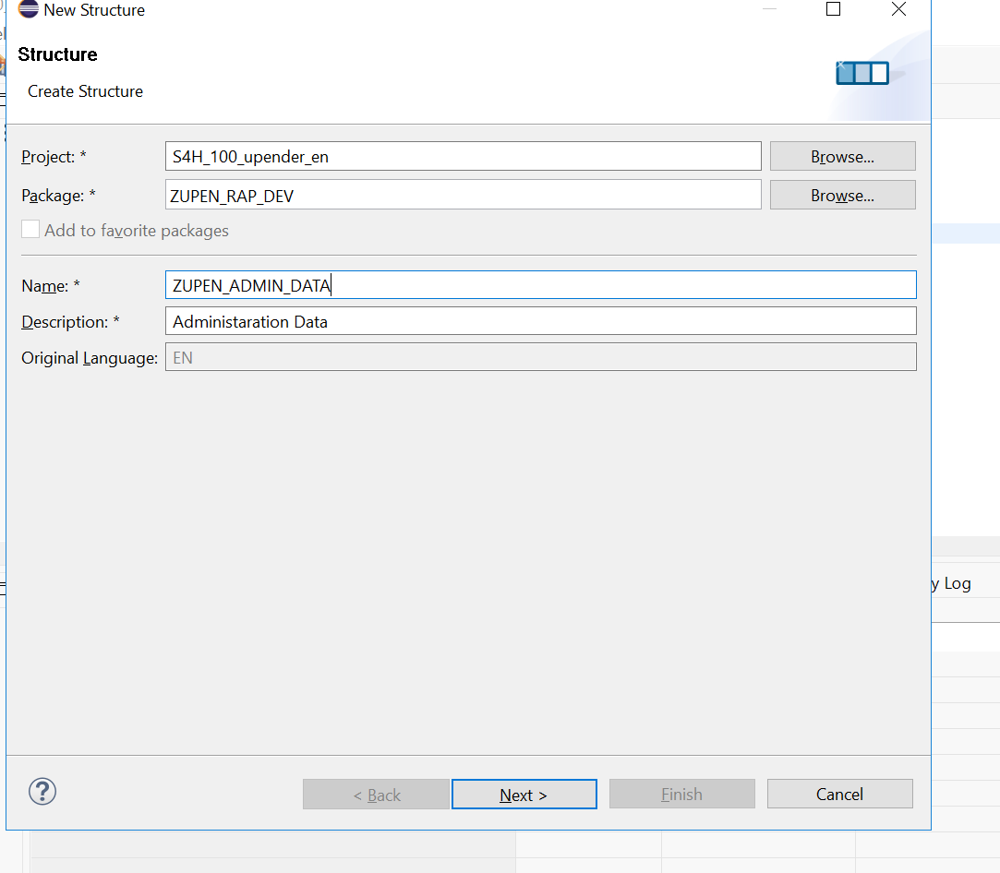 New Structure
Structure
Create Structure
Project: * S4H_100_upender_en Browse...
Package: * ZUPEN_RAP_DEV Browse...
Add to favorite packages
Name: * ZUPEN_ADMIN_DATA
Description: * Administaration Data
Original Language: EN
y Log
? < Back Next > Finish Cancel